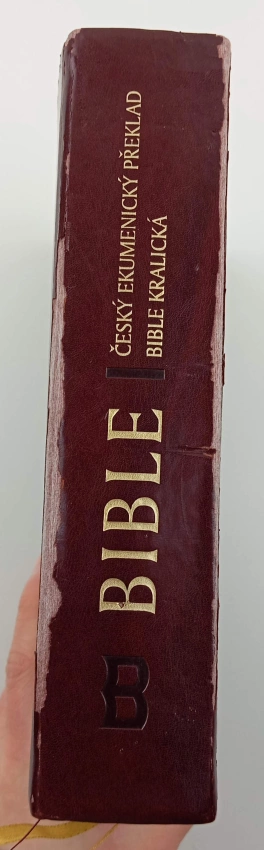 B
BIBLE
ČESKÝ EKUMENICKÝ PŘEKLAD
BIBLE KRALICKÁ